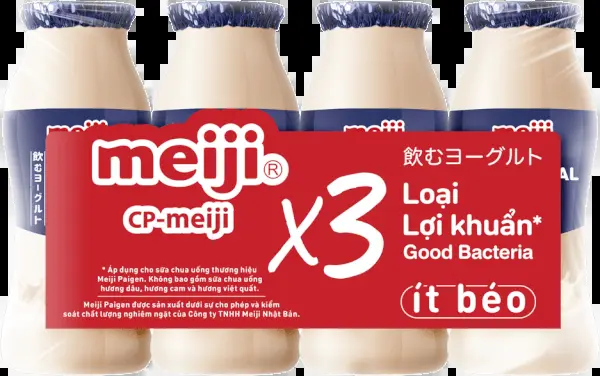 meiji
meiji
meiji
meiji
飲むヨーグルト
AL
meiji®
CP-meiji
* Áp dụng cho sữa chua uống thương hiệu
Meiji Paigen. Không bao gồm sữa chua uống
hương dâu, hương cam và hương việt quất.
Meiji Paigen được sản xuất dưới sự cho phép và kiểm
soát chất lượng nghiêm ngặt của Công ty TNHH Meiji Nhật Bản.
X3
飲むヨーグルト
Loại
Lợi khuẩn*
Good Bacteria
ít béo